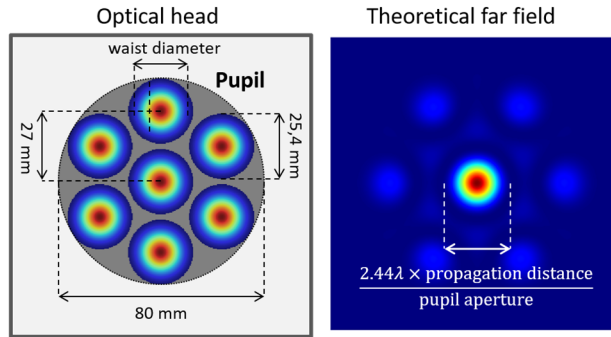 Optical head
waist diameter
Pupil
27 mm
25,4 mm
80 mm
Theoretical far field
2.44λ × propagation distance
pupil aperture